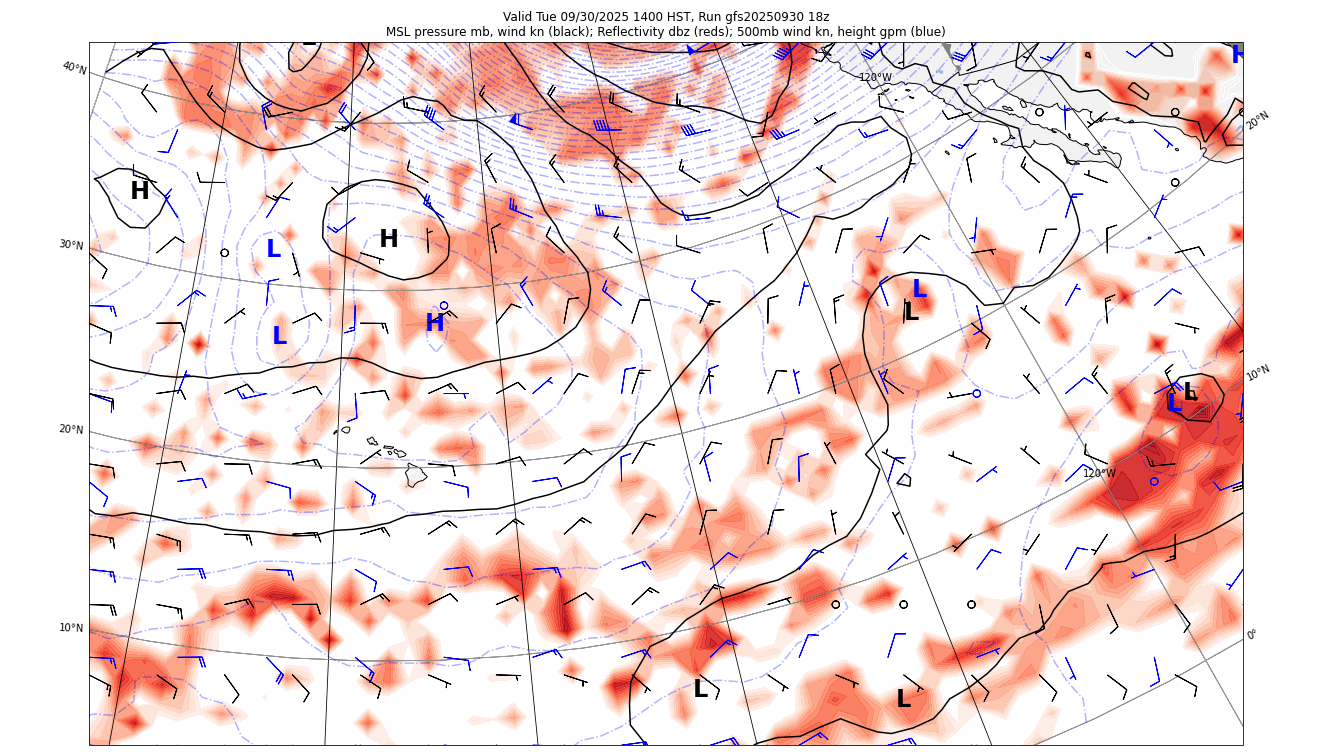 Valid Tue 09/30/2025 1400 HST, Run gfs20250930 18z
MSL pressure mb, wind kn (black); Reflectivity dbz (reds); 500mb wind kn, height gpm (blue)
H
40°N
120°W
20°N
H
H
L
30°N
L
L
H
L
10°N
L
L
20°N
120°W
10°N
0°
L
L